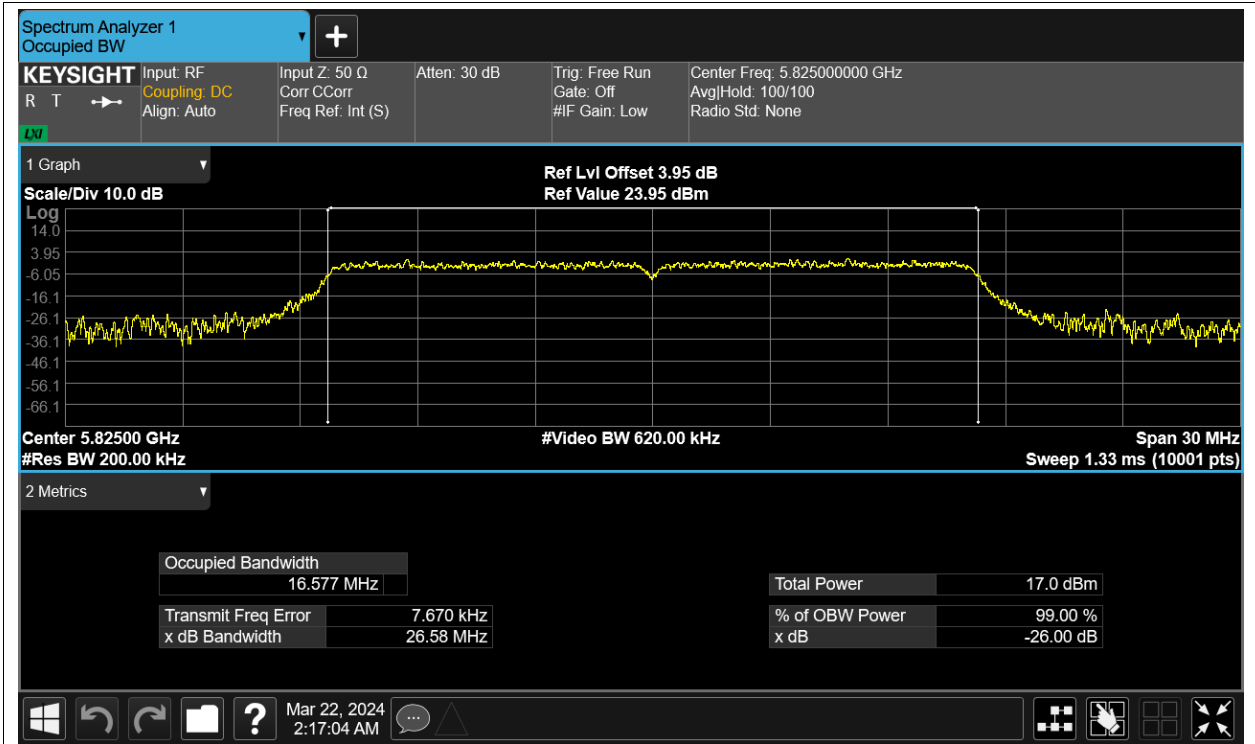 Spectrum Analyzer 1
Occupied BW
KEYSIGHT
R T
LXI
Input: RF
Coupling: DC
Align: Auto
Input Z: 50 Ω
Corr CCorr
Freq Ref: Int (S)
Atten: 30 dB
Trig: Free Run
Gate: Off
#IF Gain: Low
Center Freq: 5.825000000 GHz
Avg|Hold: 100/100
Radio Std: None
1 Graph
Ref Lvl Offset 3.95 dB
Scale/Div 10.0 dB
Ref Value 23.95 dBm
Log
14.0
3.95
-6.05
-16.1
-26.1
-36.1
-46.1
-56.1
-66.1
Center 5.82500 GHz
#Video BW 620.00 kHz
Span 30 MHz
#Res BW 200.00 kHz
Sweep 1.33 ms (10001 pts)
2 Metrics
Occupied Bandwidth
16.577 MHz
Total Power 17.0 dBm
Transmit Freq Error 7.670 kHz
% of OBW Power 99.00 %
x dB Bandwidth 26.58 MHz
x dB -26.00 dB
?
Mar 22, 2024
2:17:04 AM